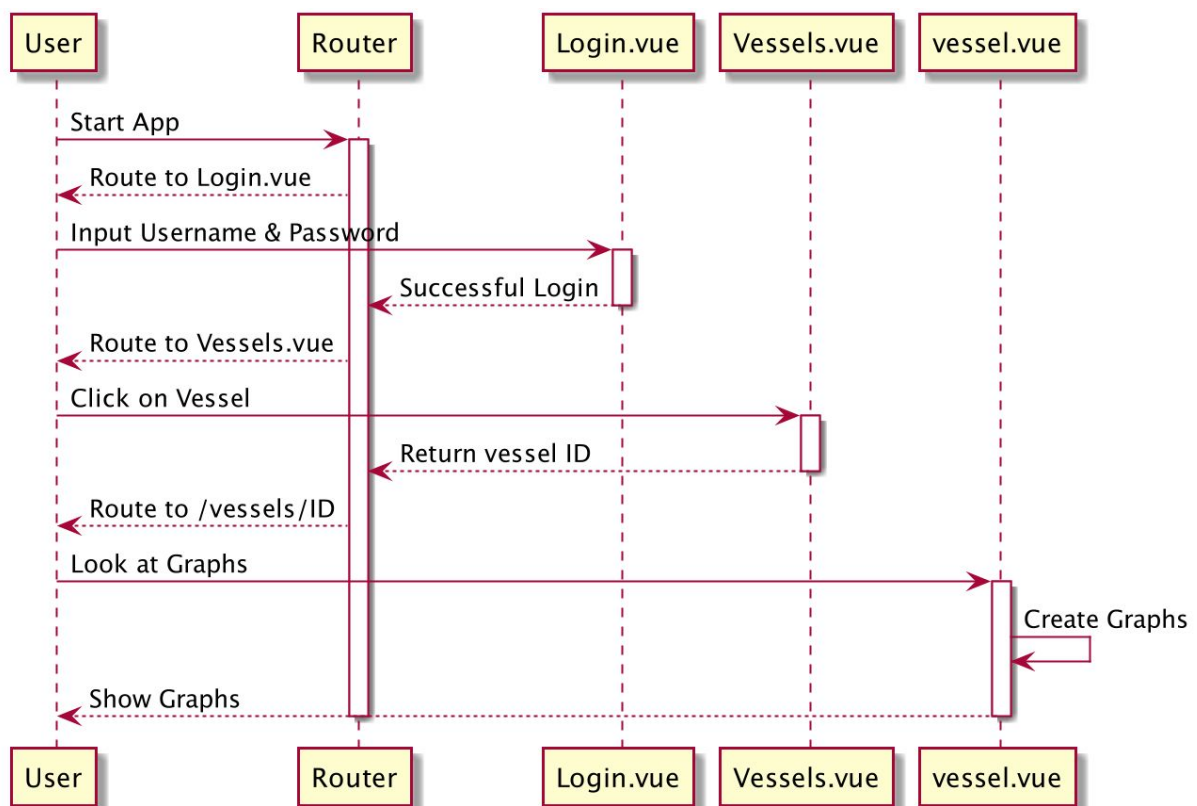 User
Router
Login.vue
Vessels.vue
vessel.vue
Start App
Route to Login.vue
Input Username & Password
Successful Login
Route to Vessels.vue
Click on Vessel
Return vessel ID
Route to /vessels/ID
Look at Graphs
Create Graphs
Show Graphs
User
Router
Login.vue
Vessels.vue
vessel.vue